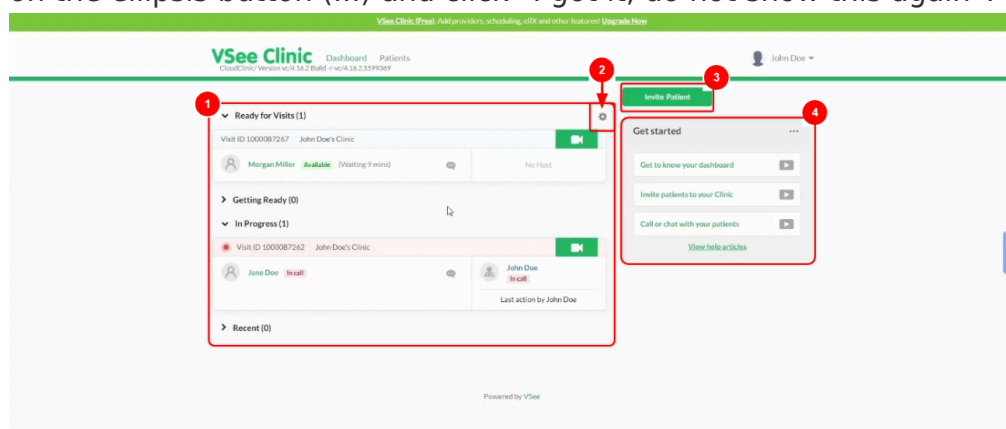 on the ellipsis button (...) and click "I got it, do not show this again".
VSee Clinic (Free). Add providers, scheduling, eRX and other features! Upgrade Now
VSee Clinic Dashboard Patients
CloudClinic/ Version vc/4.16.2 Build -r-vc/4.16.2.5599369
John Doe
2
3
Invite Patient
1
4
Ready for Visits (1)
Get started ...
Visit ID 1000087267 John Doe's Clinic
Morgan Miller Available (Waiting 9 mins) No Host
Get to know your dashboard
Getting Ready (0)
Invite patients to your Clinic
In Progress (1)
Call or chat with your patients
Visit ID 1000087262 John Doe's Clinic
View help articles
Jane Doe In call
John Doe
In call
Last action by John Doe
Recent (0)
Powered by VSee